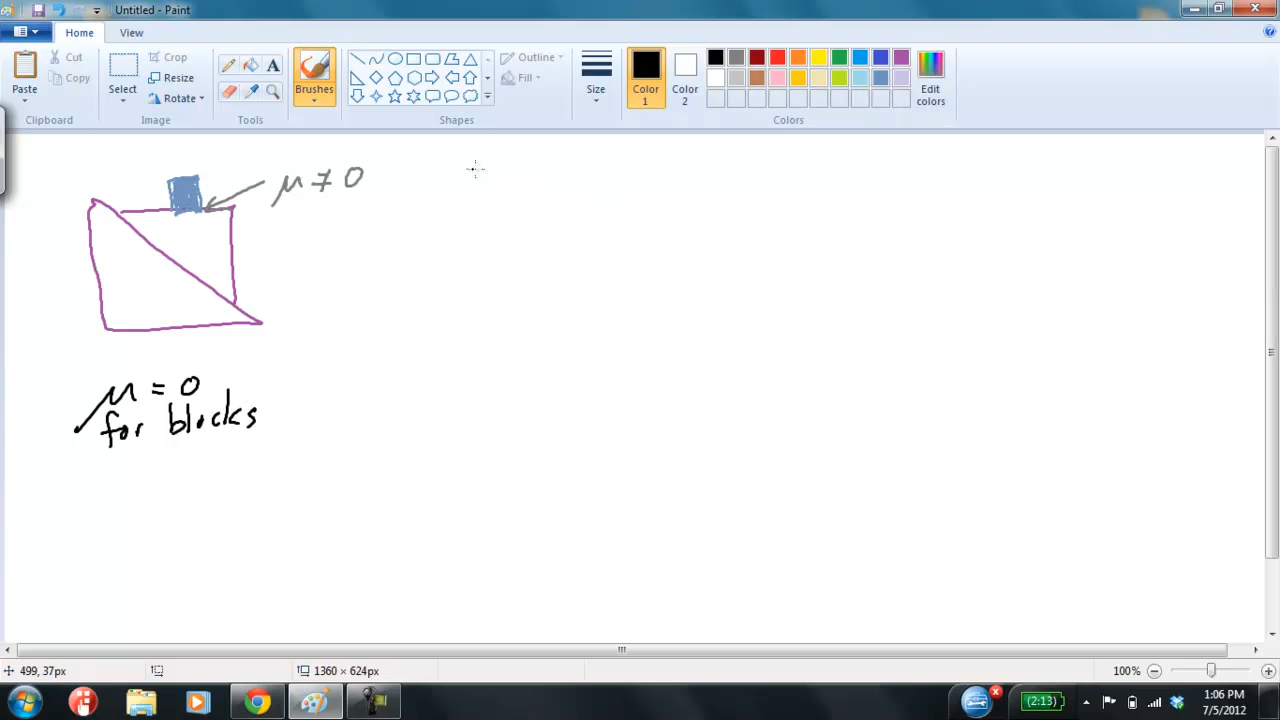 Untitled - Paint
Home View
Paste
Cut
Copy
Clipboard
Select
Crop
Resize
Rotate
Image
A
Tools
Brushes
Outline
Fill
Shapes
Size
Color 1
Color 2
Edit colors
Colors
μ ≠ 0
μ = 0
for blocks
499, 37px
1360 × 624px
100%
(2:13)
1:06 PM
7/5/2012